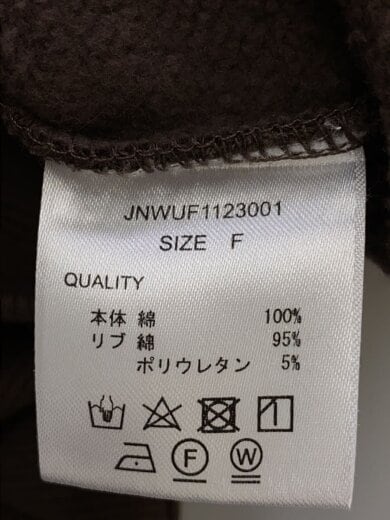 JNWUF1123001
SIZE F
QUALITY
本体 綿 100%
リブ 綿 95%
ポリウレタン 5%
F W